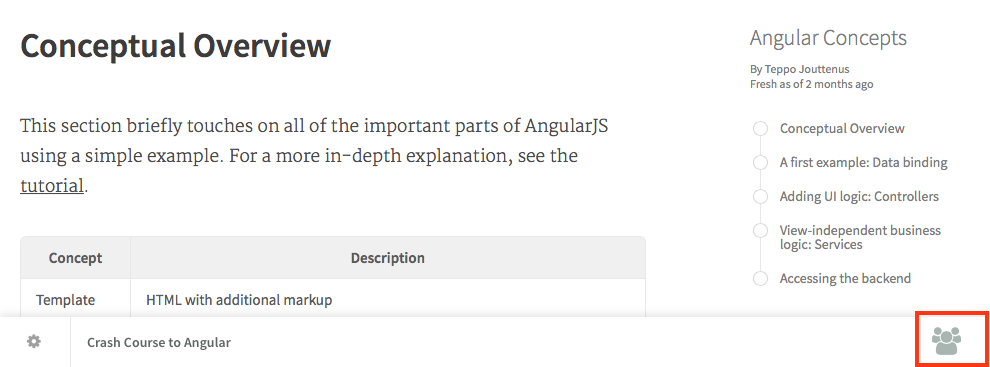 Conceptual Overview
This section briefly touches on all of the important parts of AngularJS
using a simple example. For a more in-depth explanation, see the
tutorial.
Concept Description
Template HTML with additional markup
Angular Concepts
By Teppo Jouttenus
Fresh as of 2 months ago
Conceptual Overview
A first example: Data binding
Adding UI logic: Controllers
View-independent business
logic: Services
Accessing the backend
Crash Course to Angular